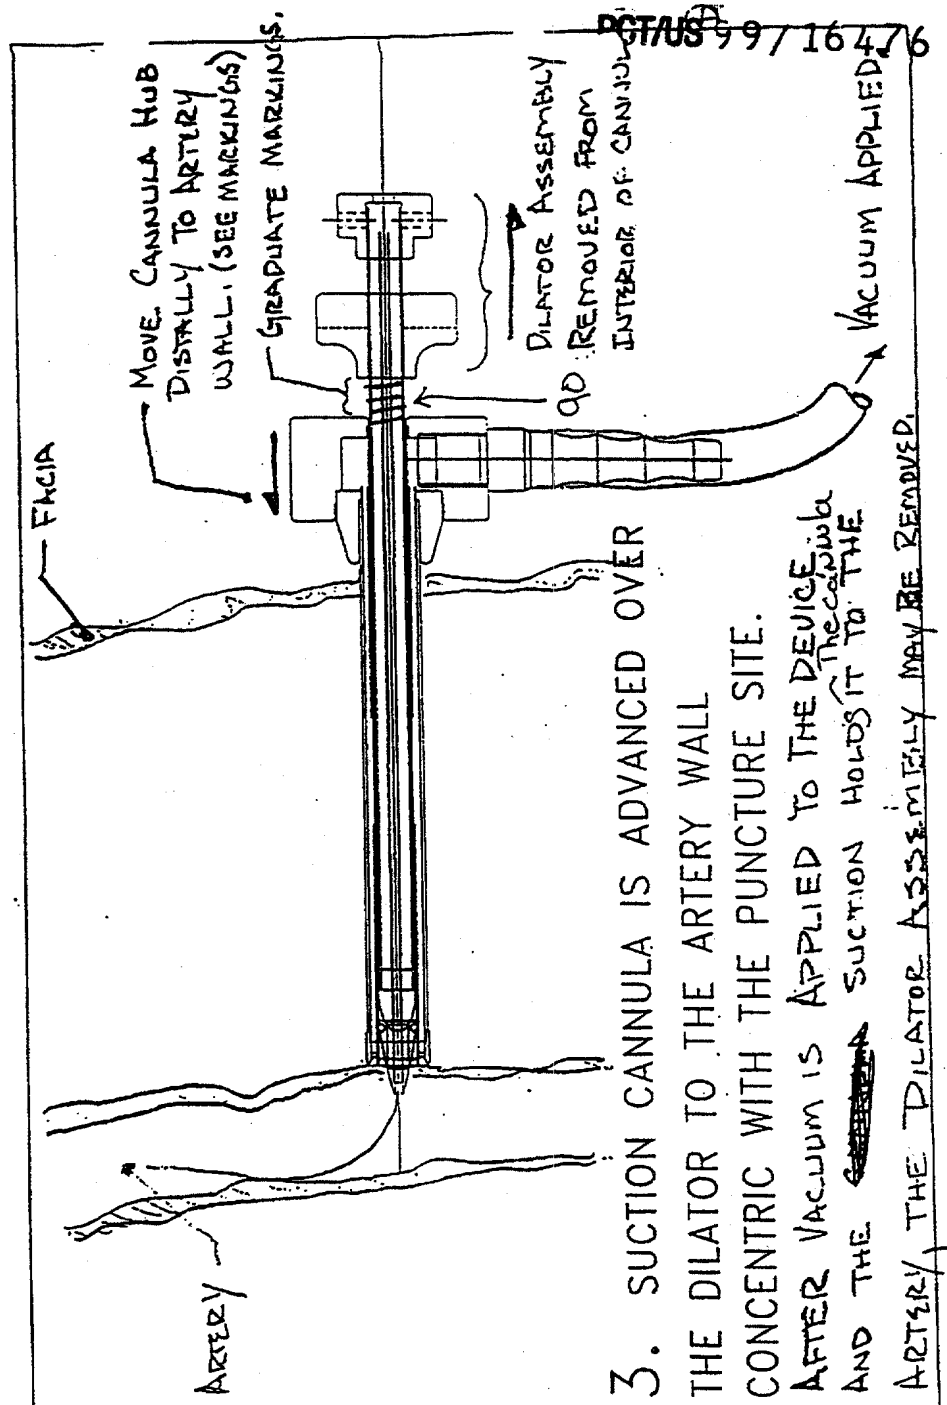 PCT/US 99/16476
MOVE CANNULA HUB
DISTALLY TO ARTERY
WALL. (SEE MARKINGS)
GRADUATE MARKINGS.
FACIA
DILATOR ASSEMBLY
REMOVED FROM
INTERIOR OF CANNUL
90
VACUUM APPLIED.
ARTERY
3. SUCTION CANNULA IS ADVANCED OVER
THE DILATOR TO THE ARTERY WALL
CONCENTRIC WITH THE PUNCTURE SITE.
AFTER VACUUM IS APPLIED TO THE DEVICE
The cannula
AND THE SUCTION HOLDS IT TO THE
ARTERY, THE DILATOR ASSEMBLY MAY BE REMOVED.